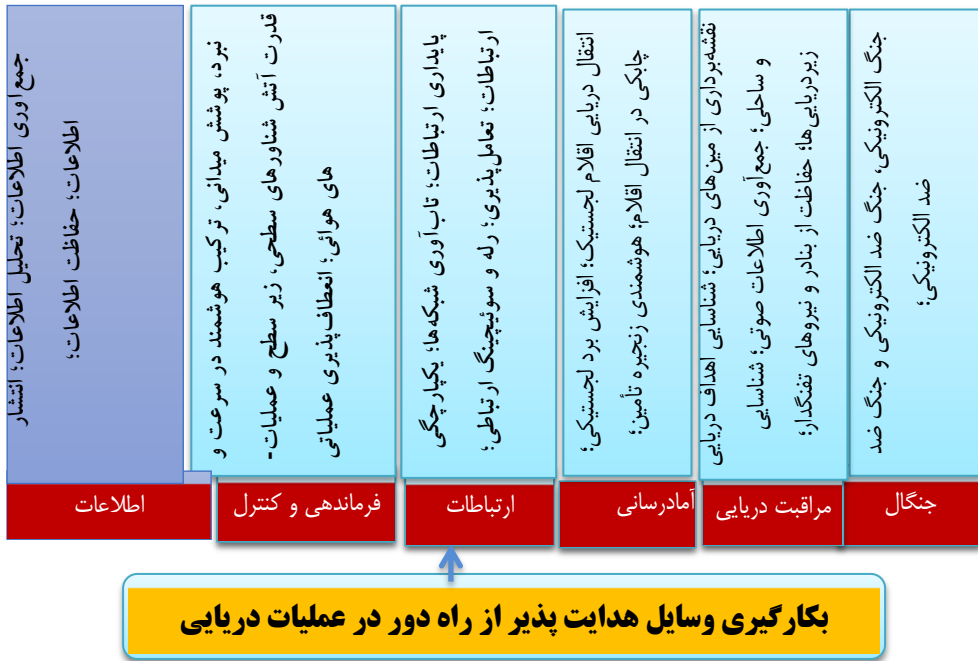 جنگ الکترونیکی، جنگ ضد الکترونیکی و جنگ ضد
ضد الکترونیکی؛
جنگال
نقشه‌برداری از مین‌های دریایی؛ شناسایی اهداف دریایی
و ساحلی؛ جمع‌آوری اطلاعات صوتی؛ شناسایی
زیردریایی‌ها؛ حفاظت از بنادر و نیروهای تفنگدار؛
مراقبت دریایی
انتقال دریایی اقلام لجستیک؛ افزایش برد لجستیکی؛
چابکی در انتقال اقلام؛ هوشمندی زنجیره تأمین؛
آمادرسانی
پایداری ارتباطات؛ تاب‌آوری شبکه‌ها؛ یکپارچگی
ارتباطات؛ تعامل‌پذیری؛ رله و سوئیچینگ ارتباطی؛
ارتباطات
نبرد، پوشش میدانی، ترکیب هوشمند در سرعت و
قدرت آتش شناورهای سطحی، زیر سطح و عملیات-
های هوائی؛ انعطاف‌پذیری عملیاتی
فرماندهی و کنترل
جمع آوری اطلاعات؛ تحلیل اطلاعات؛ انتشار
اطلاعات؛ حفاظت اطلاعات؛
اطلاعات
بکارگیری وسایل هدایت پذیر از راه دور در عملیات دریایی